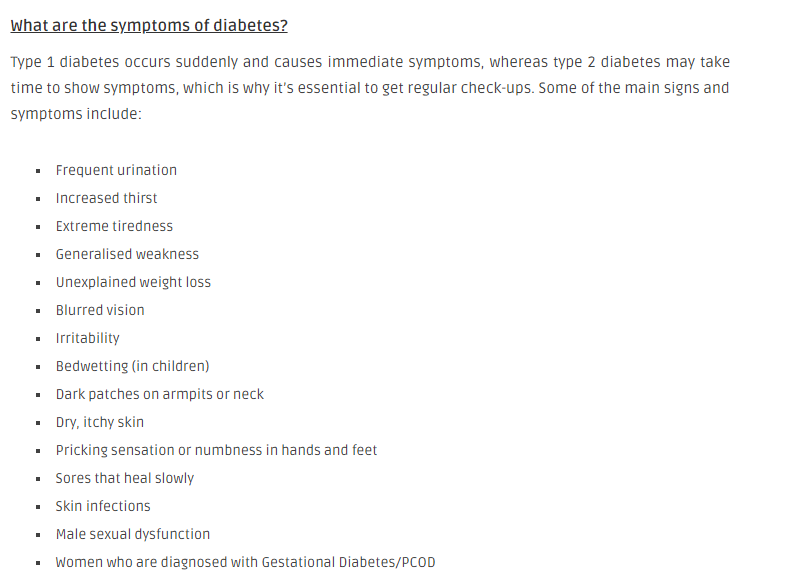 What are the symptoms of diabetes?
Type 1 diabetes occurs suddenly and causes immediate symptoms, whereas type 2 diabetes may take
time to show symptoms, which is why it's essential to get regular check-ups. Some of the main signs and
symptoms include:
▪ Frequent urination
▪ Increased thirst
▪ Extreme tiredness
▪ Generalised weakness
▪ Unexplained weight loss
▪ Blurred vision
▪ Irritability
▪ Bedwetting (in children)
▪ Dark patches on armpits or neck
▪ Dry, itchy skin
▪ Pricking sensation or numbness in hands and feet
▪ Sores that heal slowly
▪ Skin infections
▪ Male sexual dysfunction
▪ Women who are diagnosed with Gestational Diabetes/PCOD